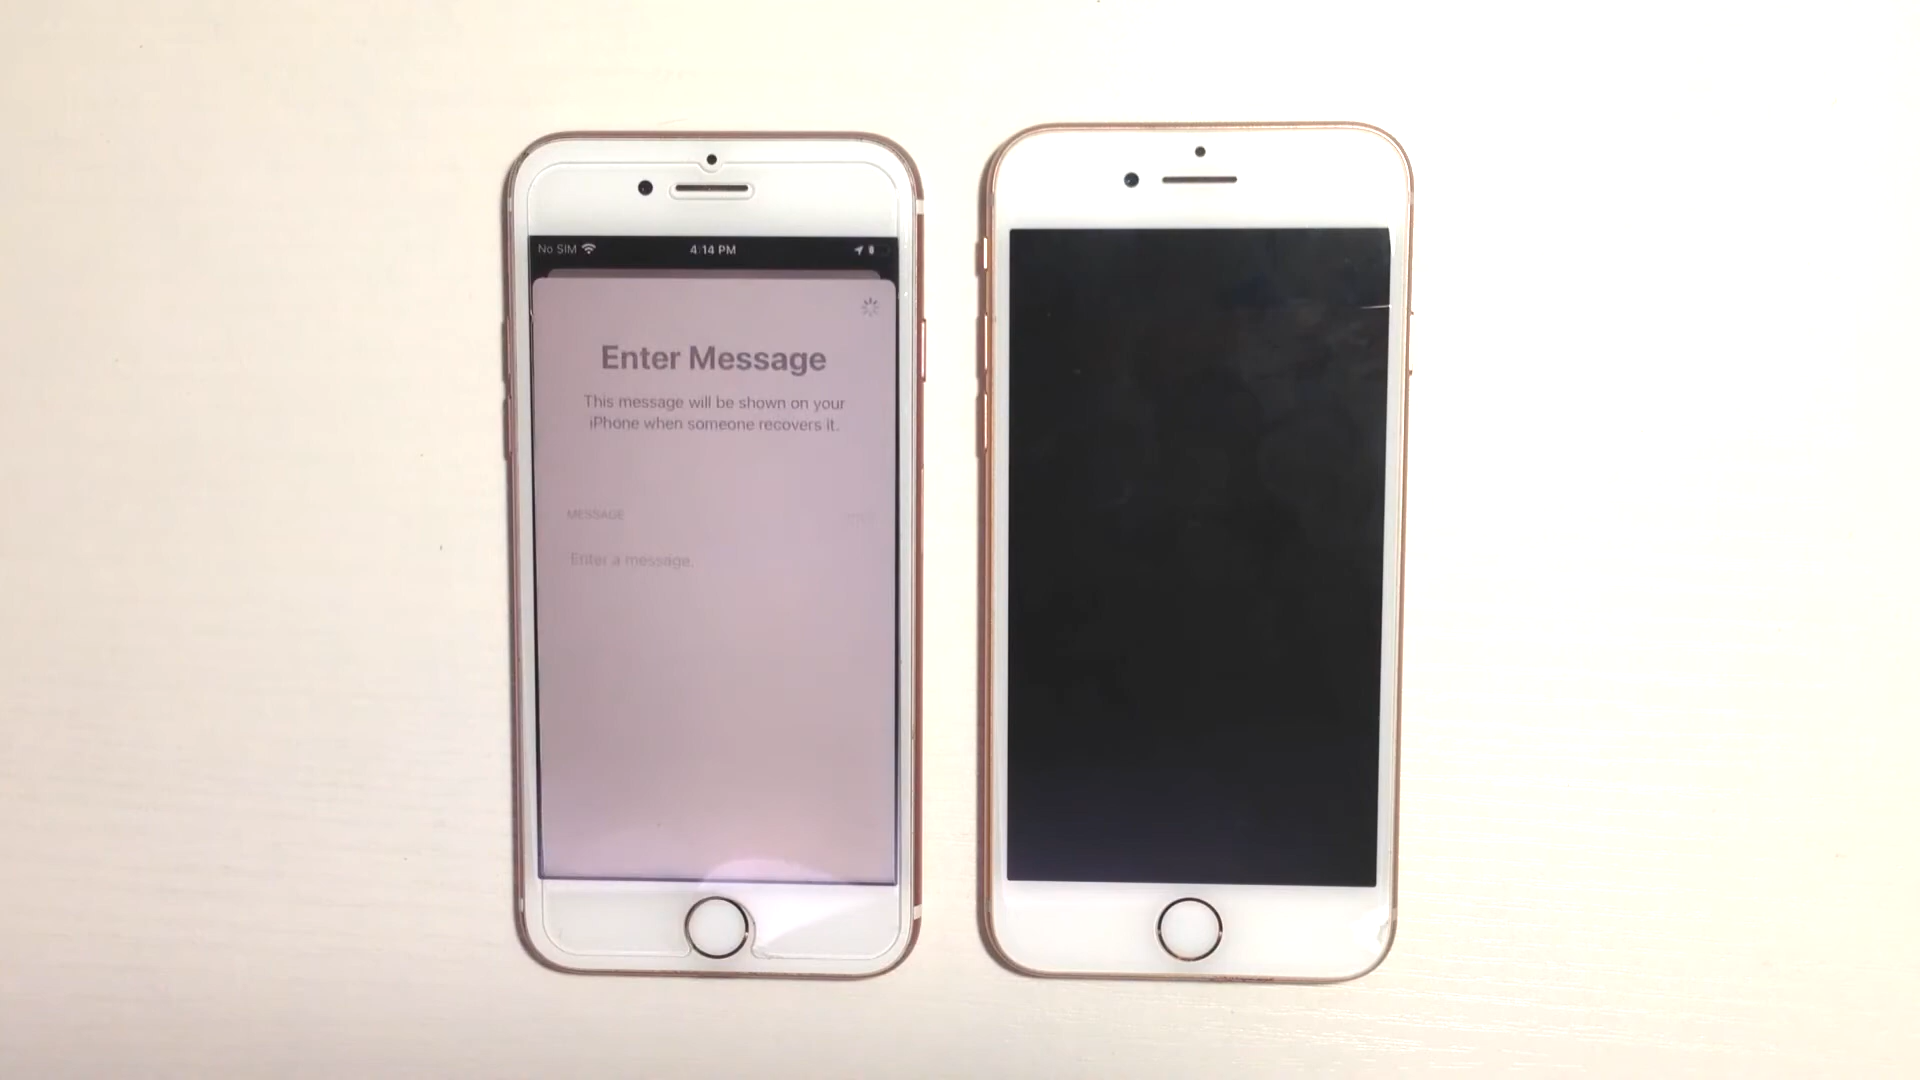 No SIM 4:14 PM
Enter Message
This message will be shown on your
iPhone when someone recovers it.
MESSAGE
Enter a message.